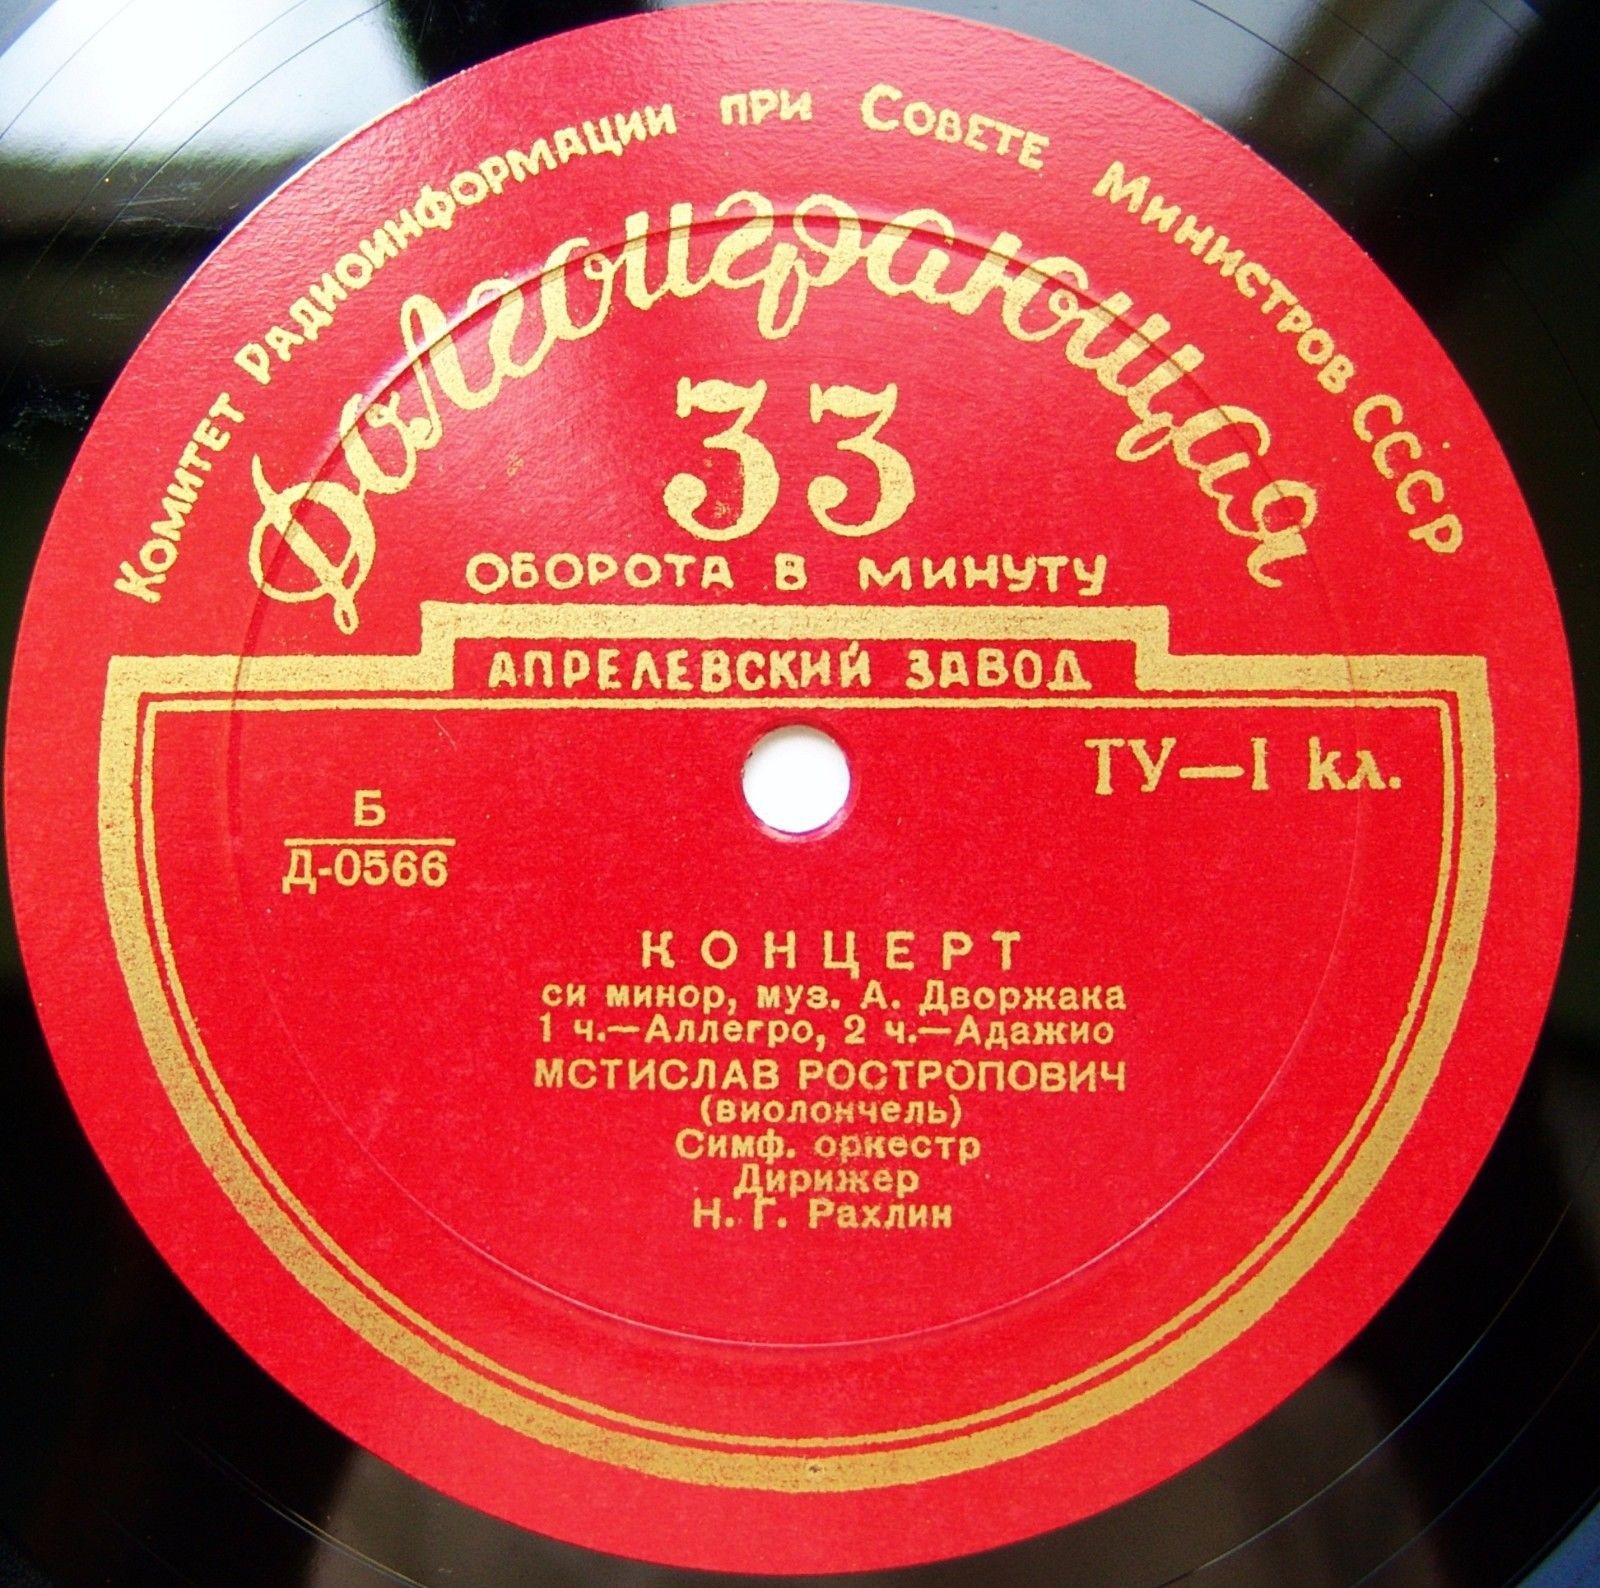 Комитет радиоинформации при Совете Министров СССР
Долгоиграющая
33
ОБОРОТА В МИНУТУ
АПРЕЛЕВСКИЙ ЗАВОД
ТУ—I кл.
Б
Д-0566
КОНЦЕРТ
си минор, муз. А. Дворжака
1 ч.—Аллегро, 2 ч.—Адажио
МСТИСЛАВ РОСТРОПОВИЧ
(виолончель)
Симф. оркестр
Дирижер
Н. Г. Рахлин